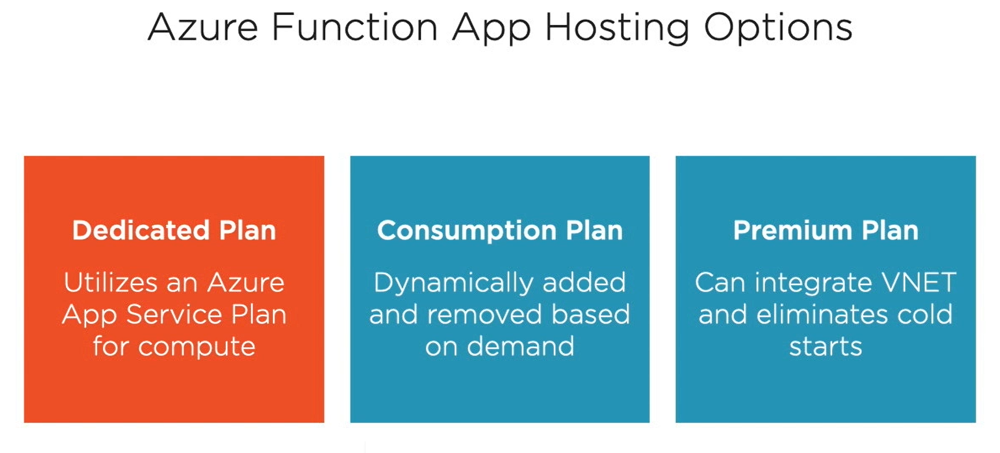 Azure Function App Hosting Options
Dedicated Plan
Utilizes an Azure
App Service Plan
for compute
Consumption Plan
Dynamically added
and removed based
on demand
Premium Plan
Can integrate VNET
and eliminates cold
starts